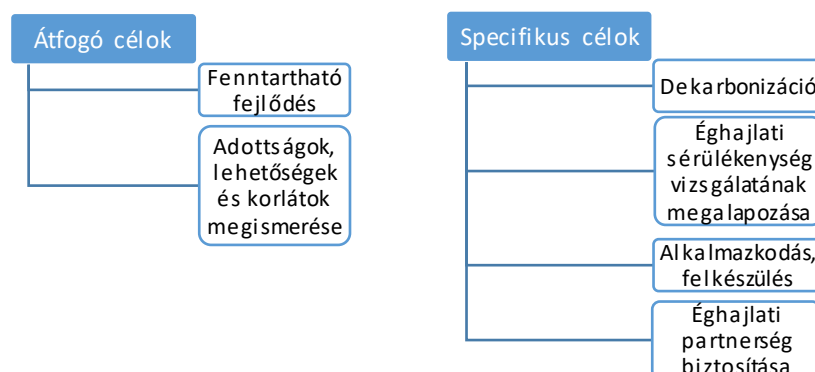 Átfogó célok
Fenntartható
fejlődés
Adottságok,
lehetőségek
és korlátok
megismerése
Specifikus célok
Dekarbonizáció
Éghajlati
sérülékenység
vizsgálatának
megalapozása
Alkalmazkodás,
felkészülés
Éghajlati
partnerség
biztosítása